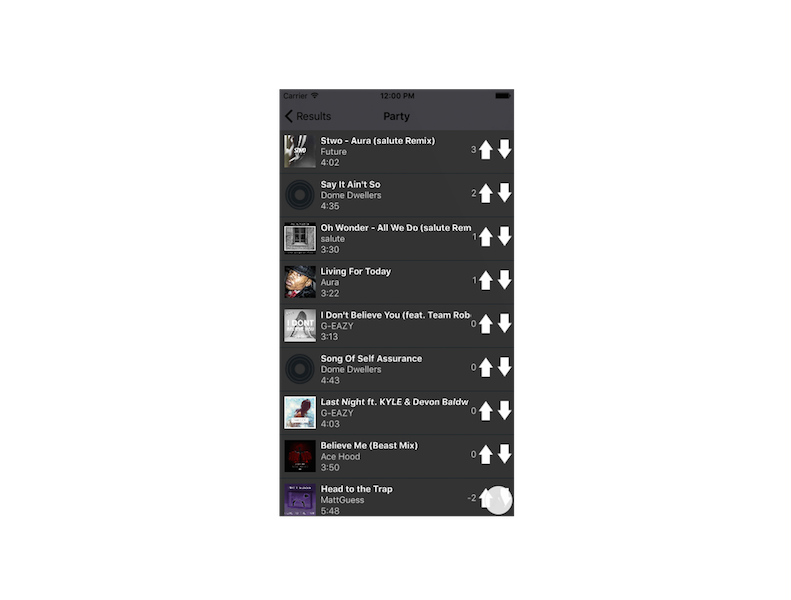 Carrier 12:00 PM
Results Party
Stwo - Aura (salute Remix)
Future
4:02
3
Say It Ain't So
Dome Dwellers
4:35
2
Oh Wonder - All We Do (salute Rem
salute
3:30
1
Living For Today
Aura
3:22
1
I Don't Believe You (feat. Team Rob
G-EAZY
3:13
0
Song Of Self Assurance
Dome Dwellers
4:43
0
Last Night ft. KYLE & Devon Baldw
G-EAZY
4:03
0
Believe Me (Beast Mix)
Ace Hood
3:50
0
Head to the Trap
MattGuess
5:48
-2
STWO
I DONT